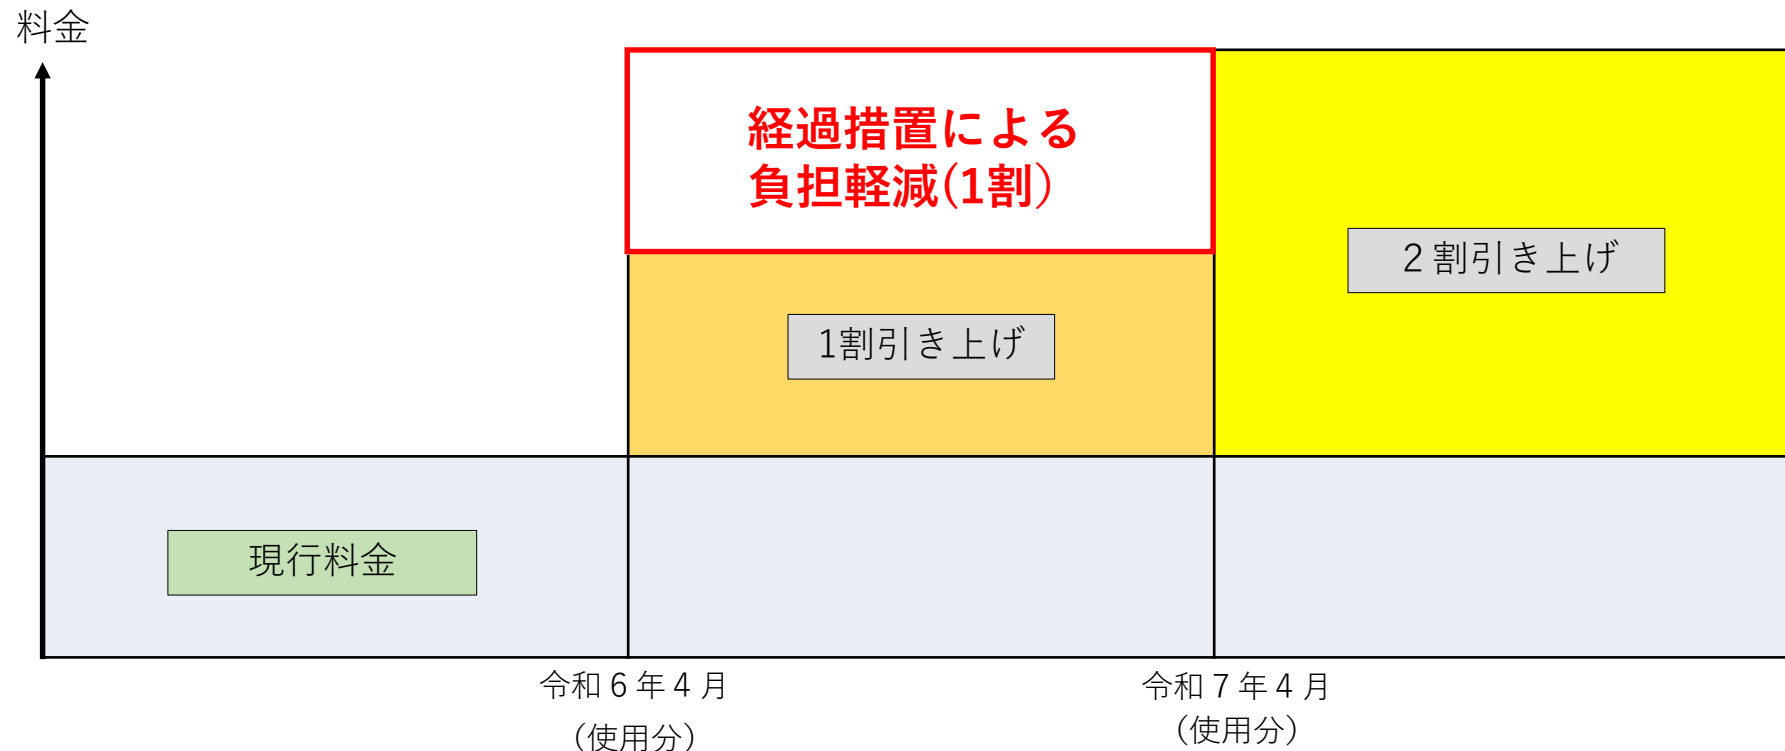 料金
経過措置による
負担軽減(1割)
２割引き上げ
1割引き上げ
現行料金
令和６年４月
（使用分）
令和７年４月
（使用分）